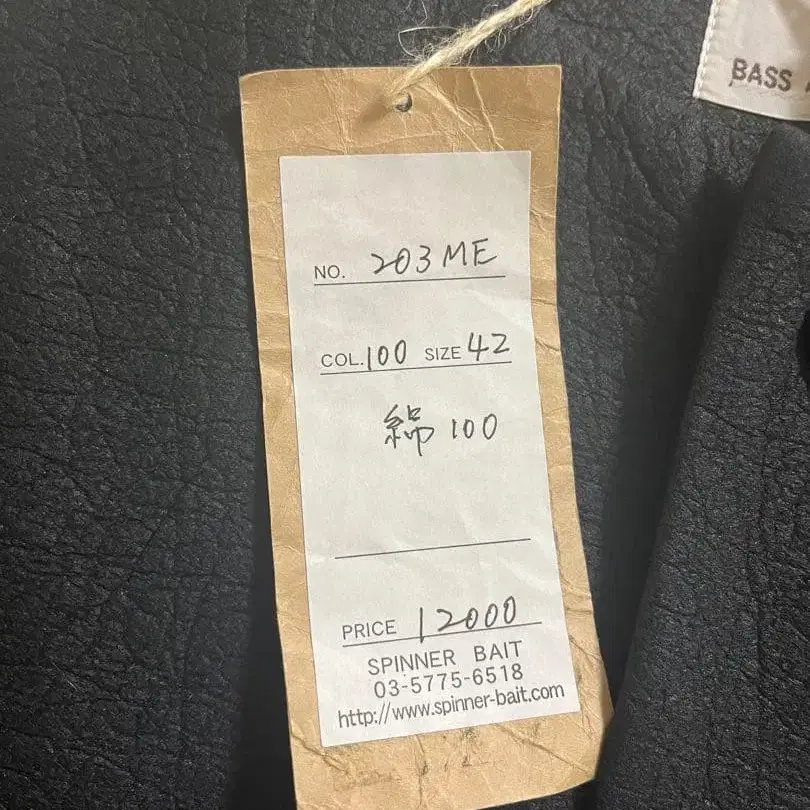 BASS
NO. 203ME
COL. 100 SIZE 42
綿 100
PRICE 12000
SPINNER BAIT
03-5775-6518
http://www.spinner-bait.com